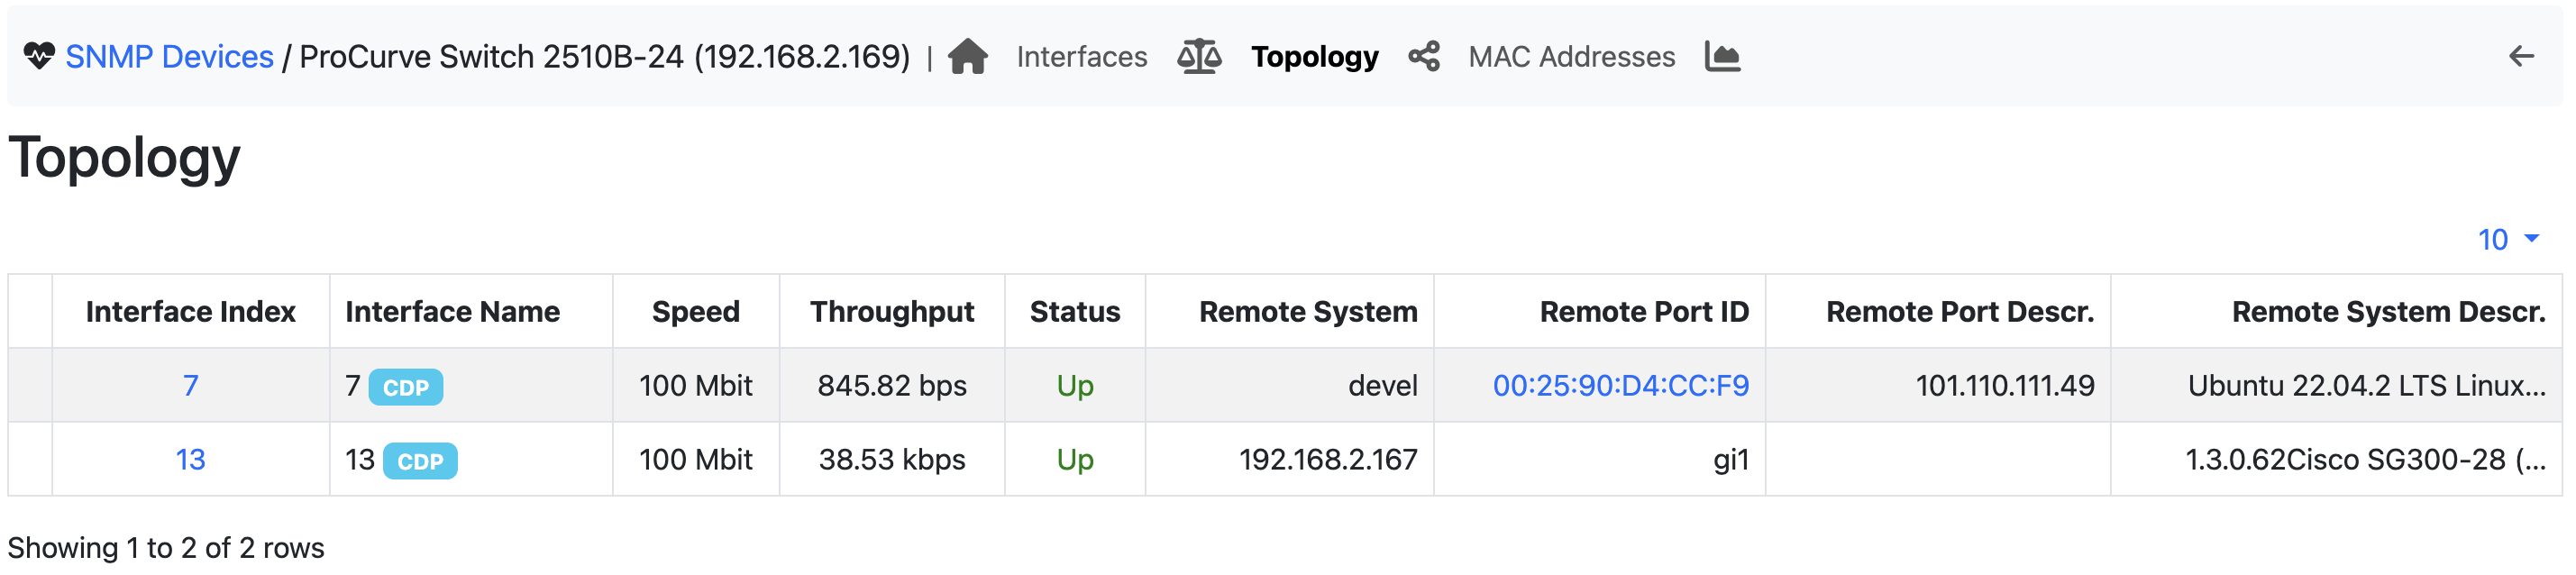 SNMP Devices / ProCurve Switch 2510B-24 (192.168.2.169) | Interfaces Topology MAC Addresses
Topology
10
Interface Index Interface Name Speed Throughput Status Remote System Remote Port ID Remote Port Descr. Remote System Descr.
7 7 CDP 100 Mbit 845.82 bps Up devel 00:25:90:D4:CC:F9 101.110.111.49 Ubuntu 22.04.2 LTS Linux...
13 13 CDP 100 Mbit 38.53 kbps Up 192.168.2.167 gi1 1.3.0.62Cisco SG300-28 (...
Showing 1 to 2 of 2 rows